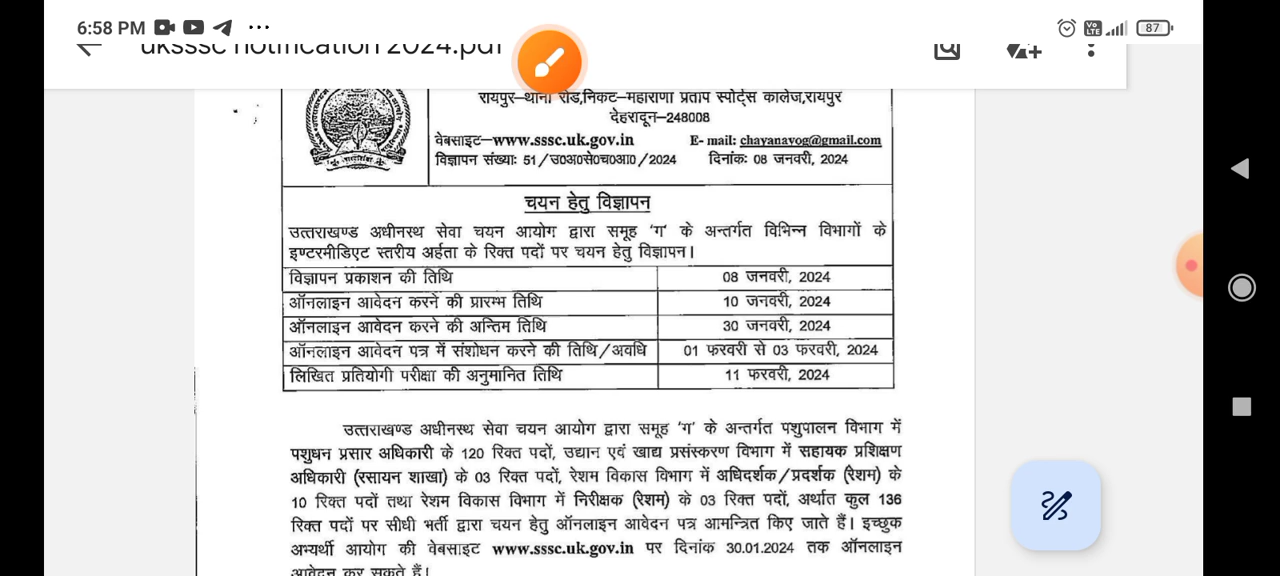 6:58 PM ...
87
uksssc notification 2024.pdf
रायपुर–थानो रोड,निकट–महाराणा प्रताप स्पोर्ट्स कालेज,रायपुर
देहरादून–248008
वेबसाइट–www.sssc.uk.gov.in E- mail: chayanayog@gmail.com
विज्ञापन संख्याः 51/उ0अ0से0च0आ0/2024 दिनांकः 08 जनवरी, 2024
चयन हेतु विज्ञापन
उत्तराखण्ड अधीनस्थ सेवा चयन आयोग द्वारा समूह 'ग' के अन्तर्गत विभिन्न विभागों के
इण्टरमीडिएट स्तरीय अर्हता के रिक्त पदों पर चयन हेतु विज्ञापन।
विज्ञापन प्रकाशन की तिथि 08 जनवरी, 2024
ऑनलाइन आवेदन करने की प्रारम्भ तिथि 10 जनवरी, 2024
ऑनलाइन आवेदन करने की अन्तिम तिथि 30 जनवरी, 2024
ऑनलाइन आवेदन पत्र में संशोधन करने की तिथि/अवधि 01 फरवरी से 03 फरवरी, 2024
लिखित प्रतियोगी परीक्षा की अनुमानित तिथि 11 फरवरी, 2024
उत्तराखण्ड अधीनस्थ सेवा चयन आयोग द्वारा समूह 'ग' के अन्तर्गत पशुपालन विभाग में
पशुधन प्रसार अधिकारी के 120 रिक्त पदों, उद्यान एवं खाद्य प्रसंस्करण विभाग में सहायक प्रशिक्षण
अधिकारी (रसायन शाखा) के 03 रिक्त पदों, रेशम विकास विभाग में अधिदर्शक/प्रदर्शक (रेशम) के
10 रिक्त पदों तथा रेशम विकास विभाग में निरीक्षक (रेशम) के 03 रिक्त पदों, अर्थात कुल 136
रिक्त पदों पर सीधी भर्ती द्वारा चयन हेतु ऑनलाइन आवेदन पत्र आमन्त्रित किए जाते हैं। इच्छुक
अभ्यर्थी आयोग की वेबसाइट www.sssc.uk.gov.in पर दिनांक 30.01.2024 तक ऑनलाइन
आवेदन कर सकते हैं।